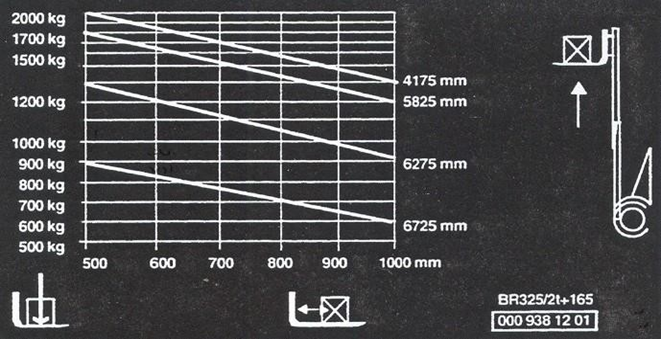 2000 kg
1700 kg
1500 kg
1200 kg
1000 kg
900 kg
800 kg
700 kg
600 kg
500 kg
4175 mm
5825 mm
6275 mm
6725 mm
500 600 700 800 900 1000 mm
BR325/2t+165
000 938 12 01